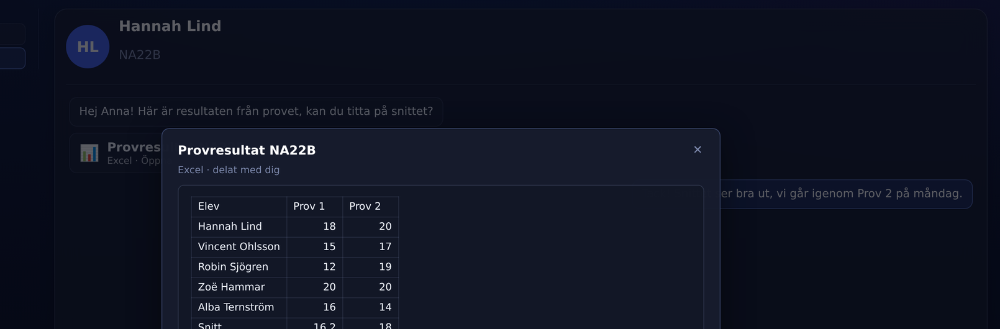 Hannah Lind
HL
NA22B
Hej Anna! Här är resultaten från provet, kan du titta på snittet?
Provres
Excel · Öpp
Provresultat NA22B
×
Excel · delat med dig
er bra ut, vi går igenom Prov 2 på måndag.
Elev Prov 1 Prov 2
Hannah Lind 18 20
Vincent Ohlsson 15 17
Robin Sjögren 12 19
Zoë Hammar 20 20
Alba Ternström 16 14
Snitt 16.2 18